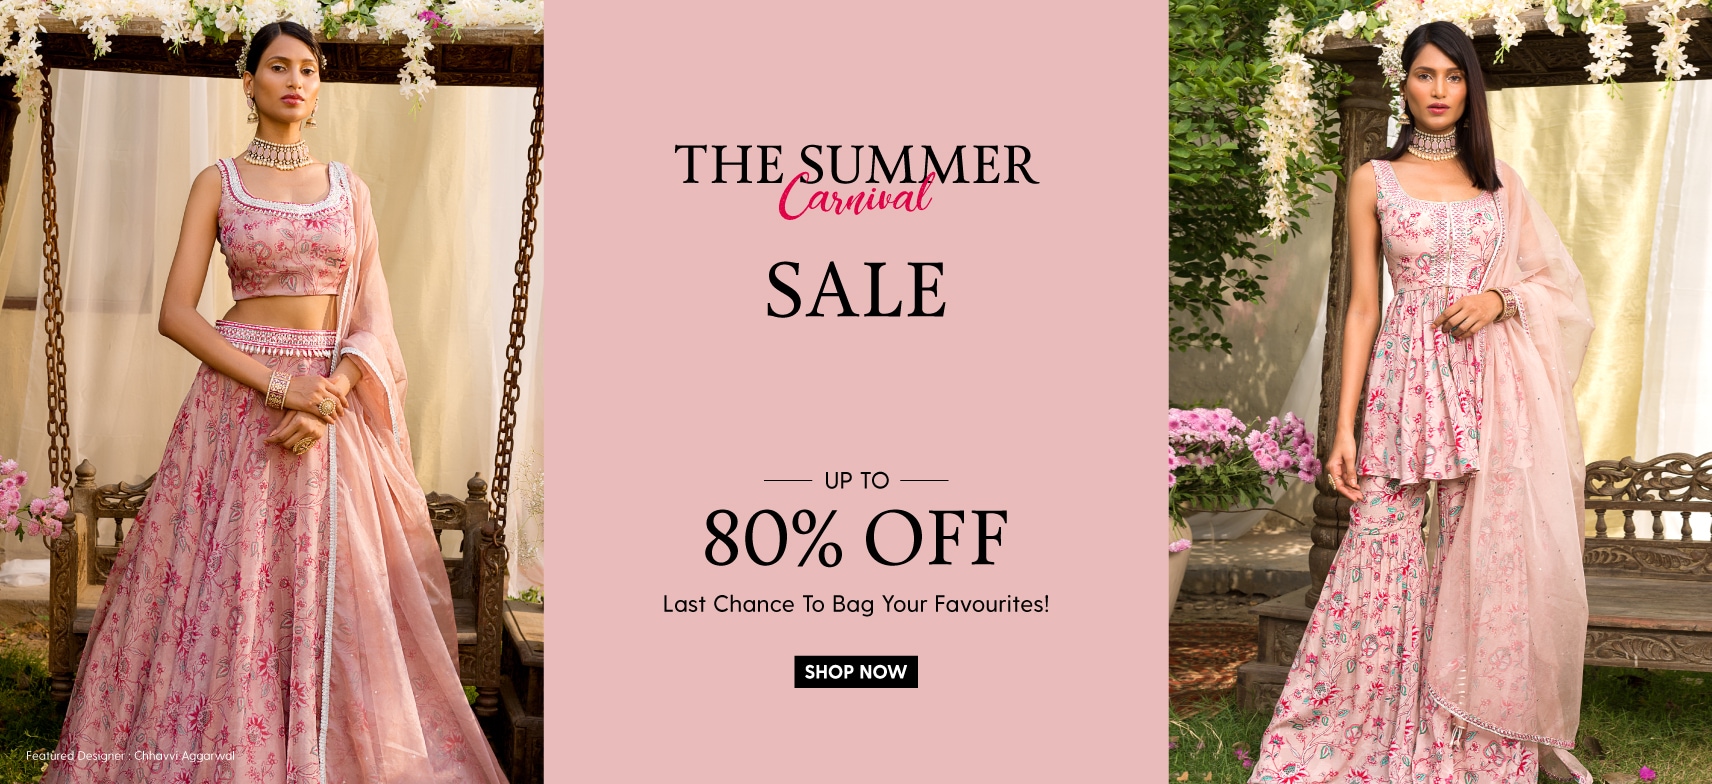 THE SUMMER
Carnival
SALE
UP TO
80% OFF
Last Chance To Bag Your Favourites!
SHOP NOW
Featured Designer : Chhavvi Aggarwal